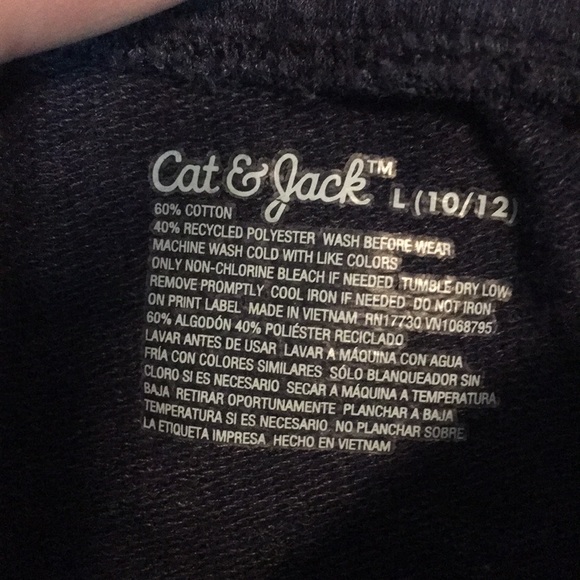 Cat & Jack™ L (10/12)
60% COTTON
40% RECYCLED POLYESTER WASH BEFORE WEAR
MACHINE WASH COLD WITH LIKE COLORS
ONLY NON-CHLORINE BLEACH IF NEEDED TUMBLE DRY LOW
REMOVE PROMPTLY COOL IRON IF NEEDED DO NOT IRON
ON PRINT LABEL MADE IN VIETNAM RN17730 VN1068795
60% ALGODÓN 40% POLIÉSTER RECICLADO
LAVAR ANTES DE USAR LAVAR A MÁQUINA CON AGUA
FRÍA CON COLORES SIMILARES SÓLO BLANQUEADOR SIN
CLORO SI ES NECESARIO SECAR A MÁQUINA A TEMPERATURA
BAJA RETIRAR OPORTUNAMENTE PLANCHAR A BAJA
TEMPERATURA SI ES NECESARIO NO PLANCHAR SOBRE
LA ETIQUETA IMPRESA HECHO EN VIETNAM